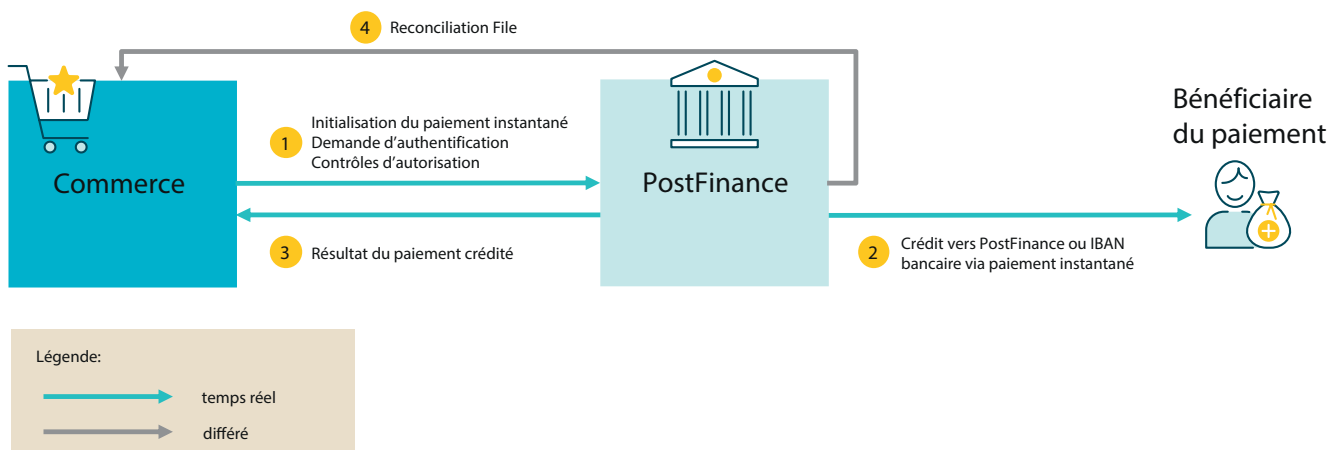 4 Reconciliation File
Bénéficiaire
du paiement
1
Initialisation du paiement instantané
Demande d'authentification
Contrôles d'autorisation
Commerce
PostFinance
3 Résultat du paiement crédité
2
Crédit vers PostFinance ou IBAN
bancaire via paiement instantané
Légende:
temps réel
différé